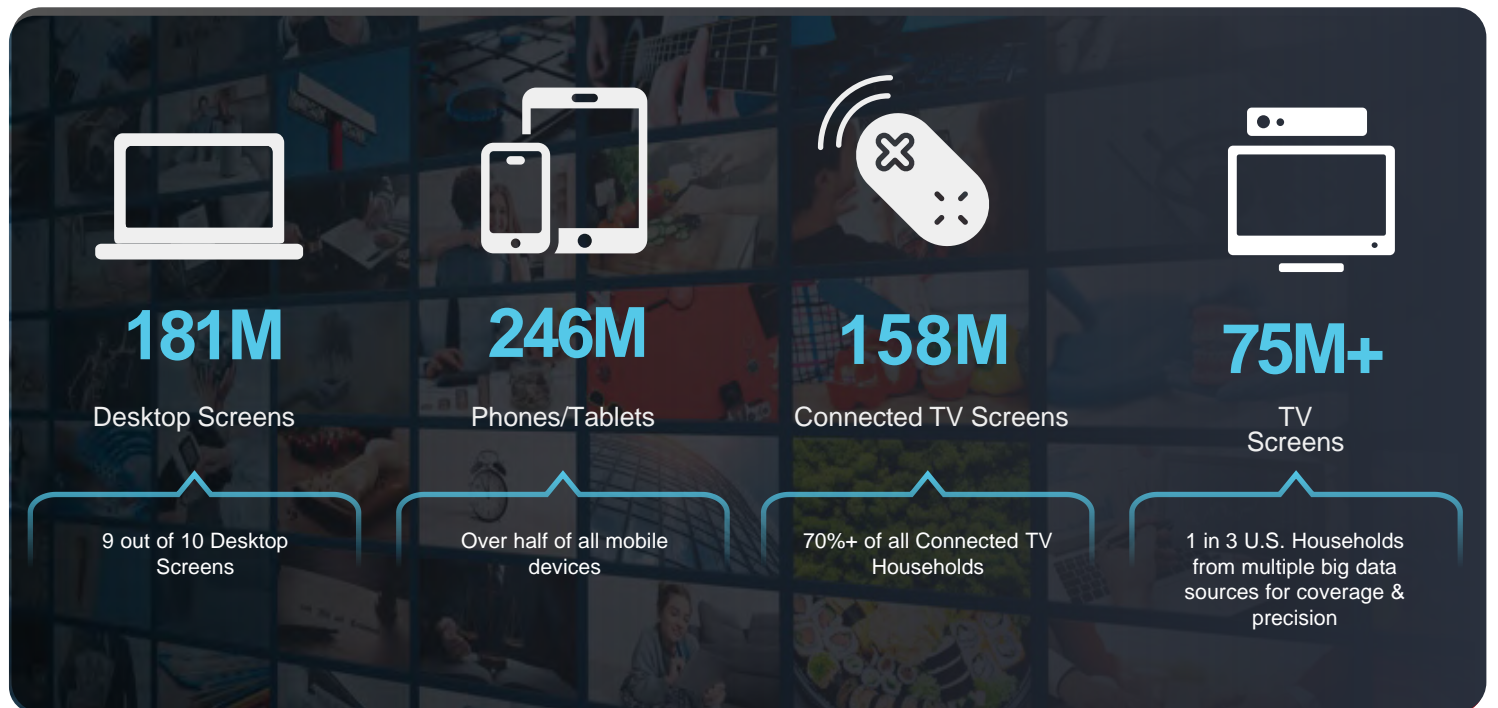 181M
Desktop Screens
9 out of 10 Desktop
Screens
246M
Phones/Tablets
Over half of all mobile
devices
158M
Connected TV Screens
70%+ of all Connected TV
Households
75M+
TV
Screens
1 in 3 U.S. Households
from multiple big data
sources for coverage &
precision